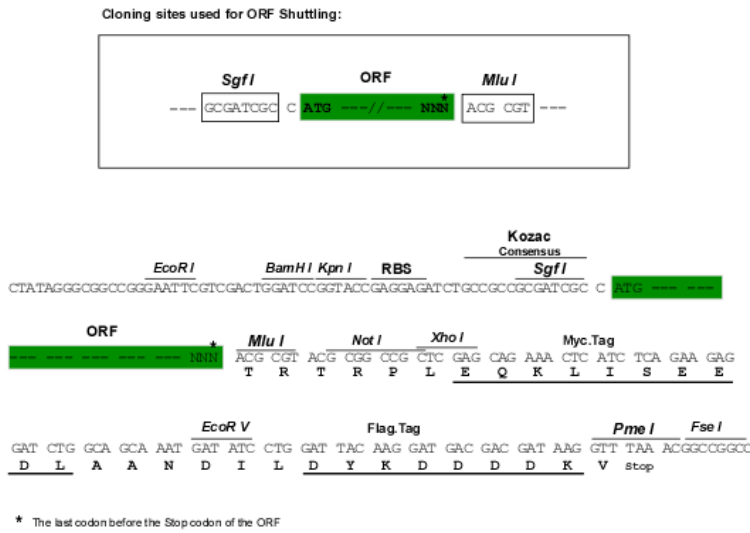 Cloning sites used for ORF Shuttling:
Sgf I ORF Mlu I
--- GCGATCGC C ATG ---//--- NNN* ACG CGT ---
Kozac
Consensus
EcoR I BamH I Kpn I RBS Sgf I
CTATAGGGCGGCCGGGAATTCGTCGACTGGATCCGGTACCGAGGAGATCTGCCGCCGCGATCGC C ATG --- ---
ORF Mlu I Not I Xho I Myc.Tag
--- --- --- --- --- --- NNN* ACG CGT ACG CGG CCG CTC GAG CAG AAA CTC ATC TCA GAA GAG
T R T R P L E Q K L I S E E
EcoR V Flag.Tag Pme I Fse I
GAT CTG GCA GCA AAT GAT ATC CTG GAT TAC AAG GAT GAC GAC GAT AAG GTT TAA ACGGCCGGCC
D L A A N D I L D Y K D D D D K V Stop
* The last codon before the Stop codon of the ORF